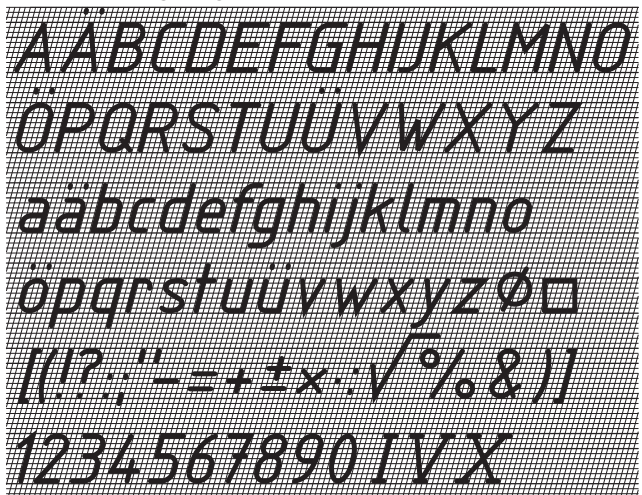 AÄBCDEFGHIJKLMNO
ÖPQRSTUÜVWXYZ
aäbcdefghijklmno
öpqrstuüvwxyzØ□
[(!?:;"-=+±×·:√°%&)]
1234567890IVX